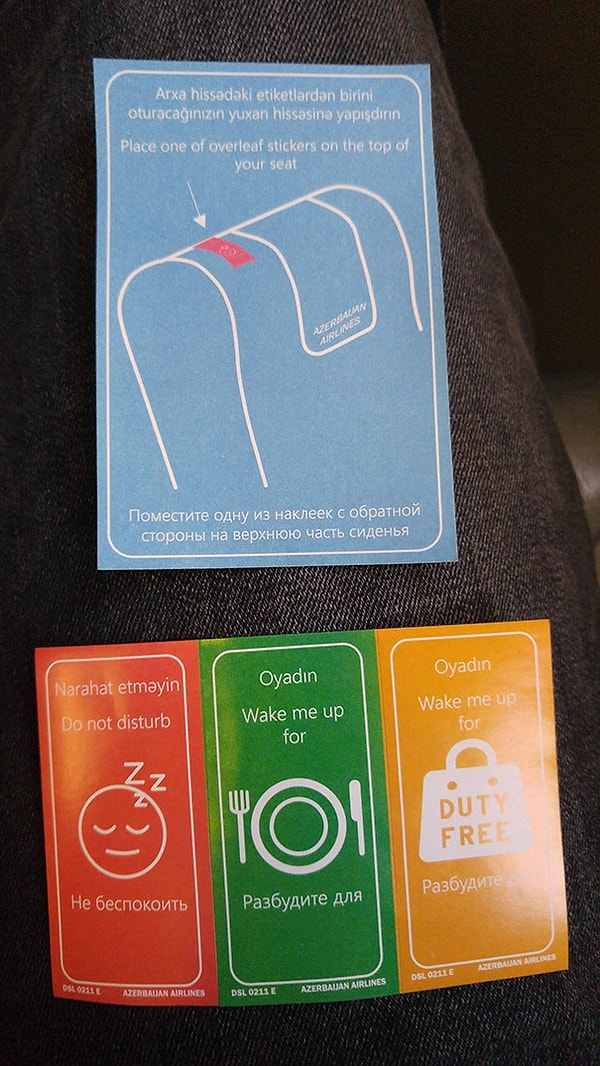 Arxa hissədəki etiketlərdən birini
oturacağınızın yuxarı hissəsinə yapışdırın
Place one of overleaf stickers on the top of
your seat
AZERBAIJAN
AIRLINES
Поместите одну из наклеек с обратной
стороны на верхнюю часть сиденья
Narahat etməyin
Do not disturb
Z Z Z
Не беспокоить
DSL 0211 E AZERBAIJAN AIRLINES
Oyadın
Wake me up
for
Разбудите для
DSL 0211 E AZERBAIJAN AIRLINES
Oyadın
Wake me up
for
DUTY
FREE
Разбудите
DSL 0211 E AZERBAIJAN AIRLINES